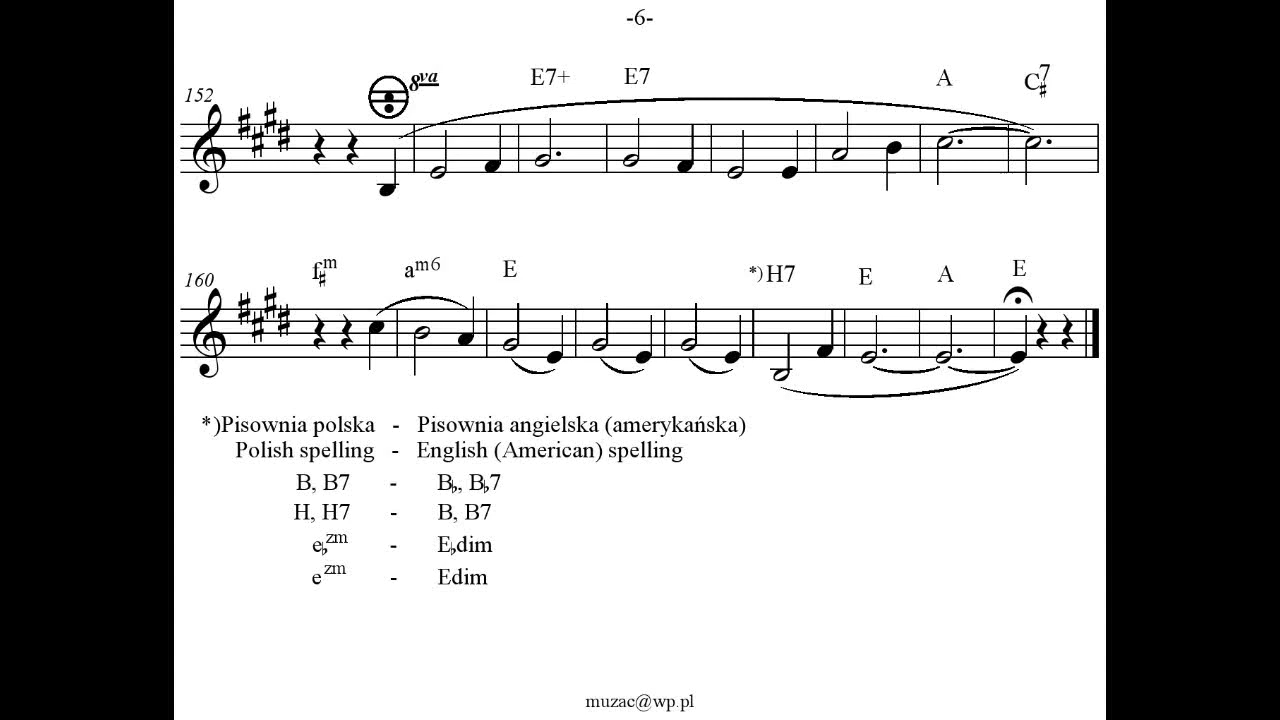 -6-
152 8va E7+ E7 A C♯7
160 f♯m am6 E *)H7 E A E
*)Pisownia polska - Pisownia angielska (amerykańska)
Polish spelling - English (American) spelling
B, B7 - B♭, B♭7
H, H7 - B, B7
e♭zm - E♭dim
e zm - Edim
muzac@wp.pl